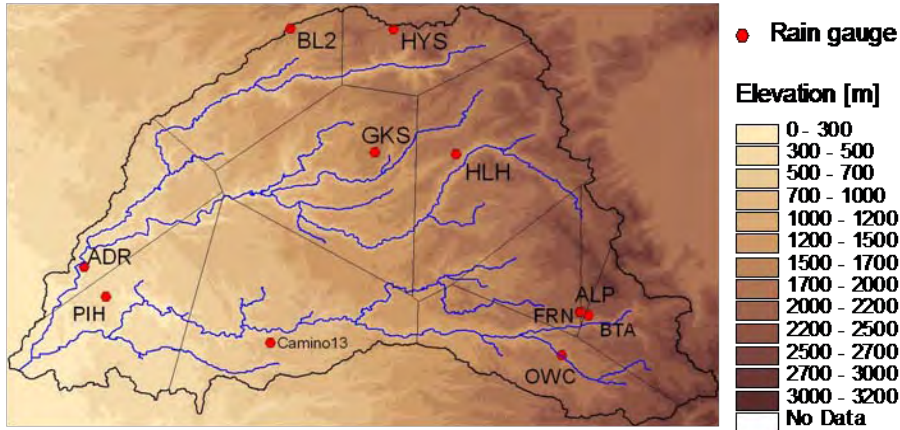 BL2
HYS
GKS
HLH
ADR
PIH
Camino13
ALP
FRN
BTA
OWC
Rain gauge
Elevation [m]
0 - 300
300 - 500
500 - 700
700 - 1000
1000 - 1200
1200 - 1500
1500 - 1700
1700 - 2000
2000 - 2200
2200 - 2500
2500 - 2700
2700 - 3000
3000 - 3200
No Data